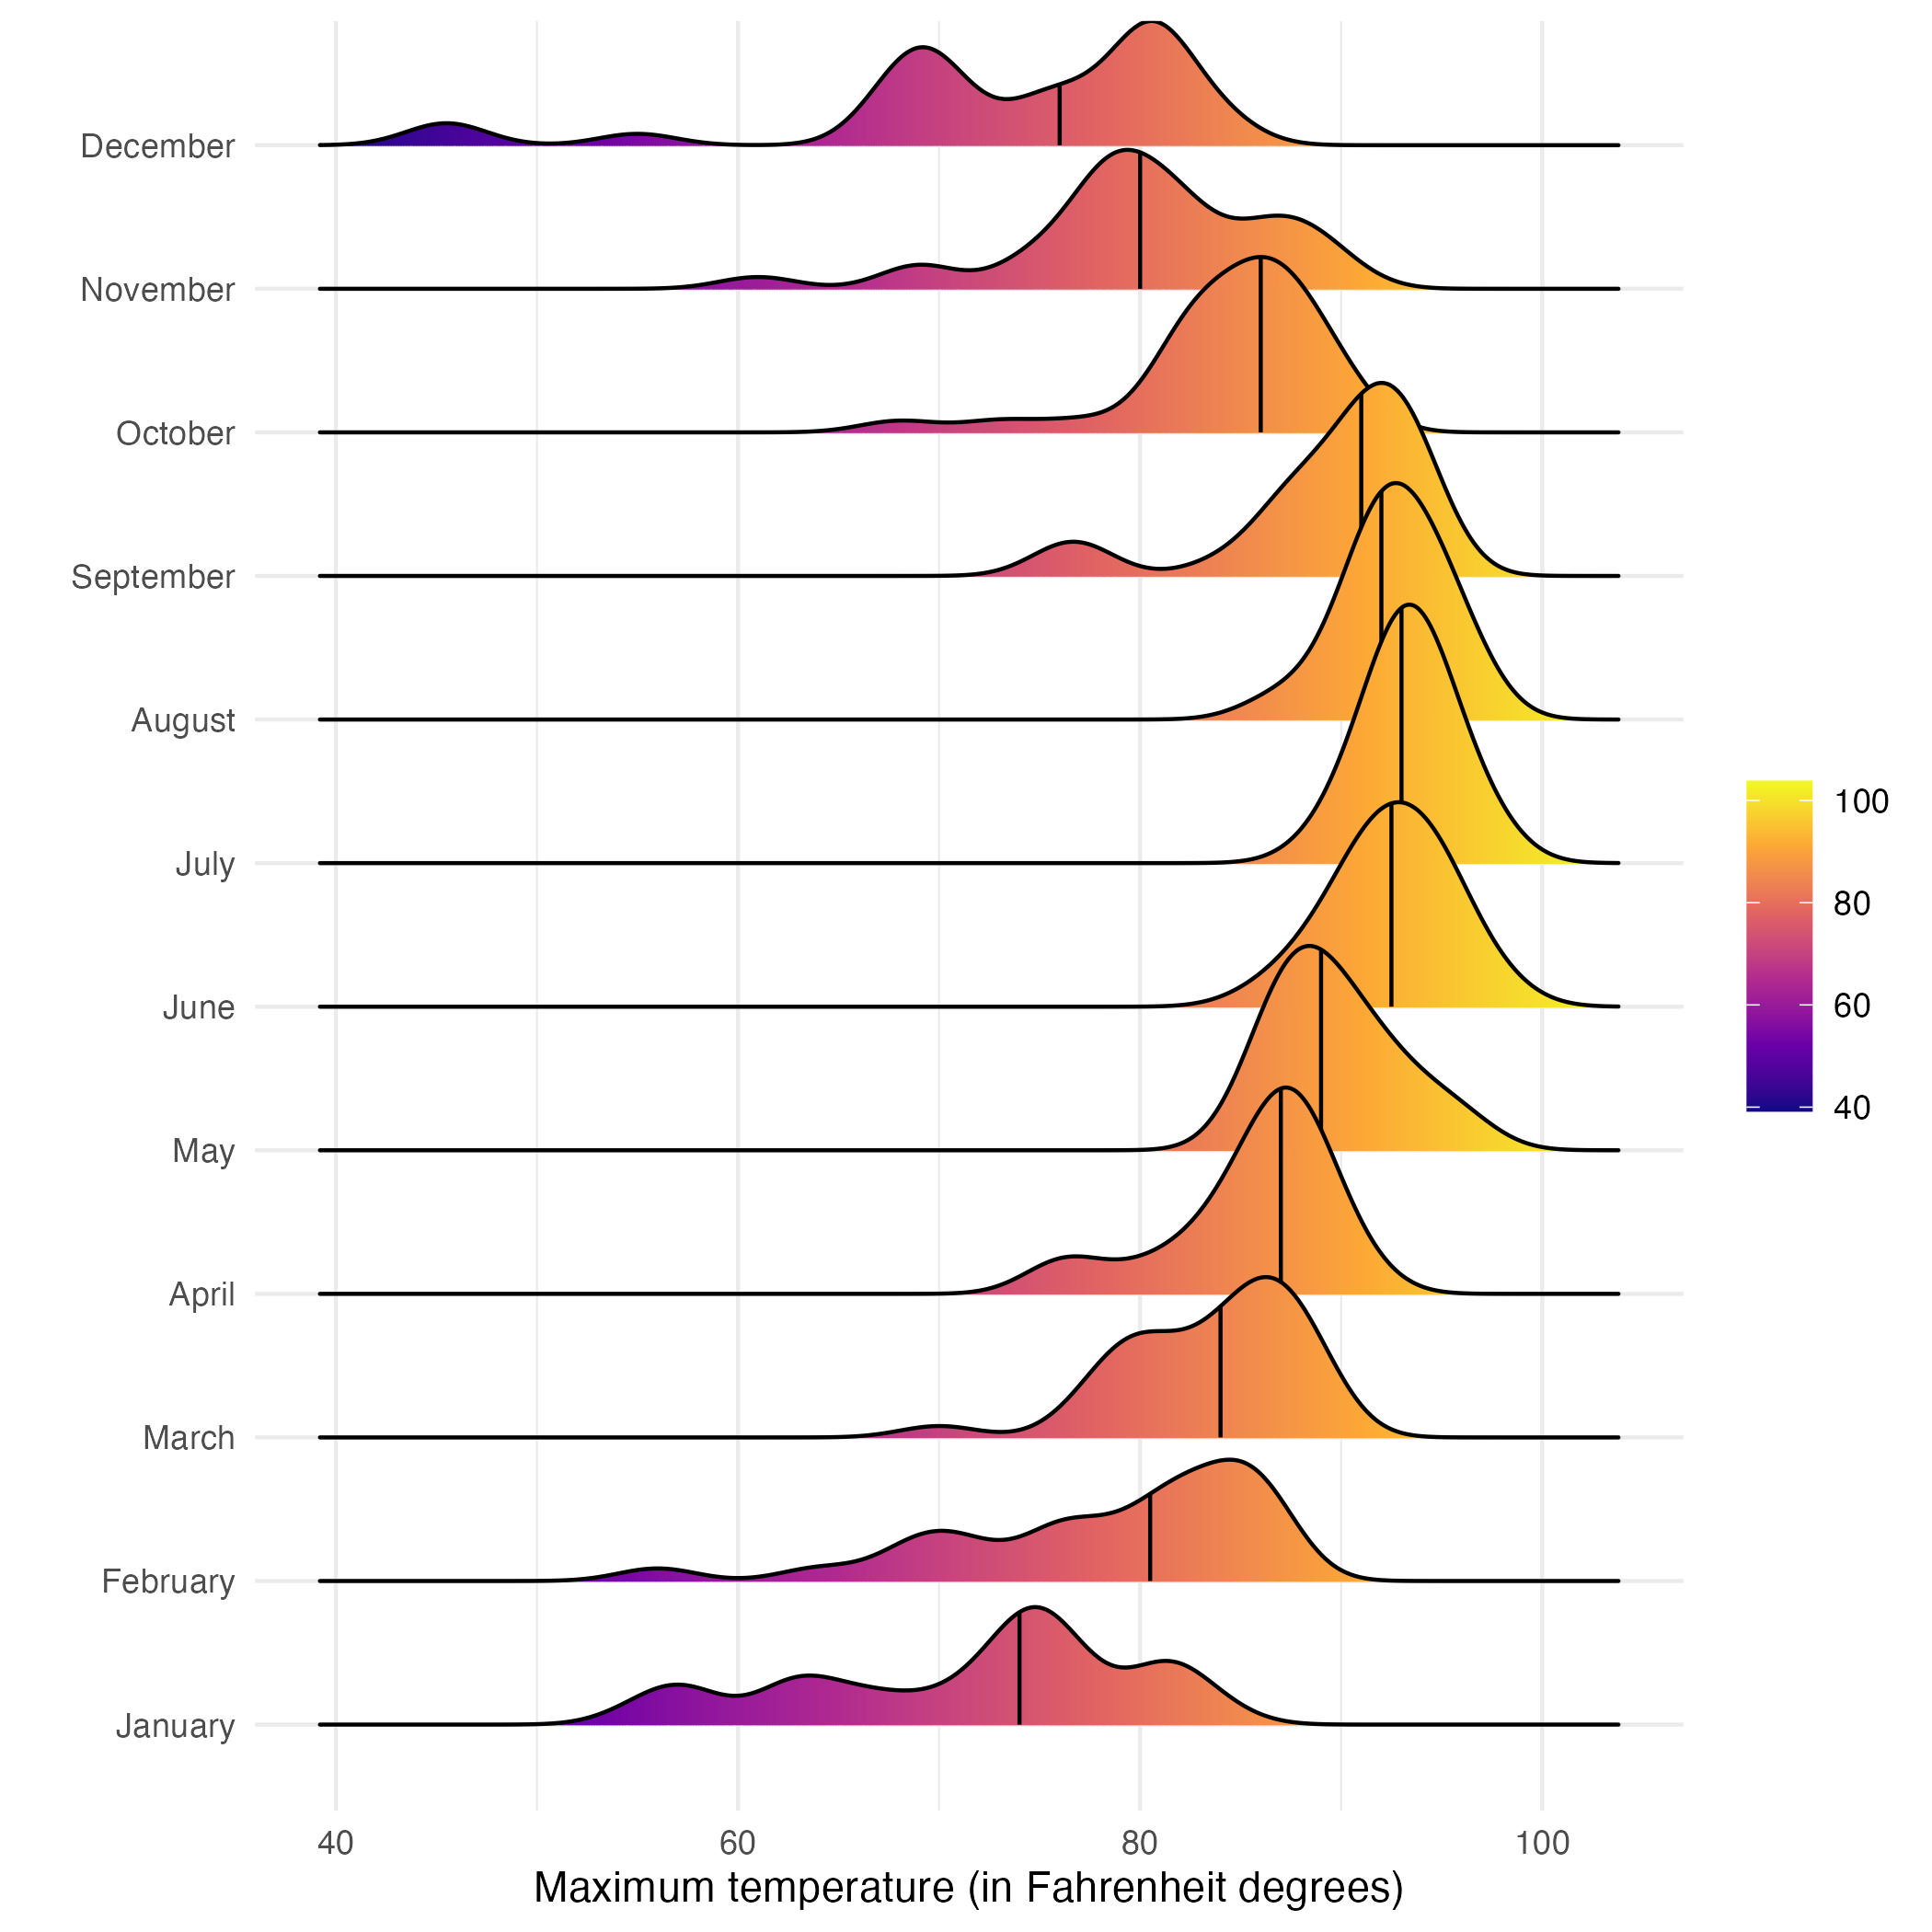 December
November
October
September
August
July
June
May
April
March
February
January
40 60 80 100
Maximum temperature (in Fahrenheit degrees)
100
80
60
40